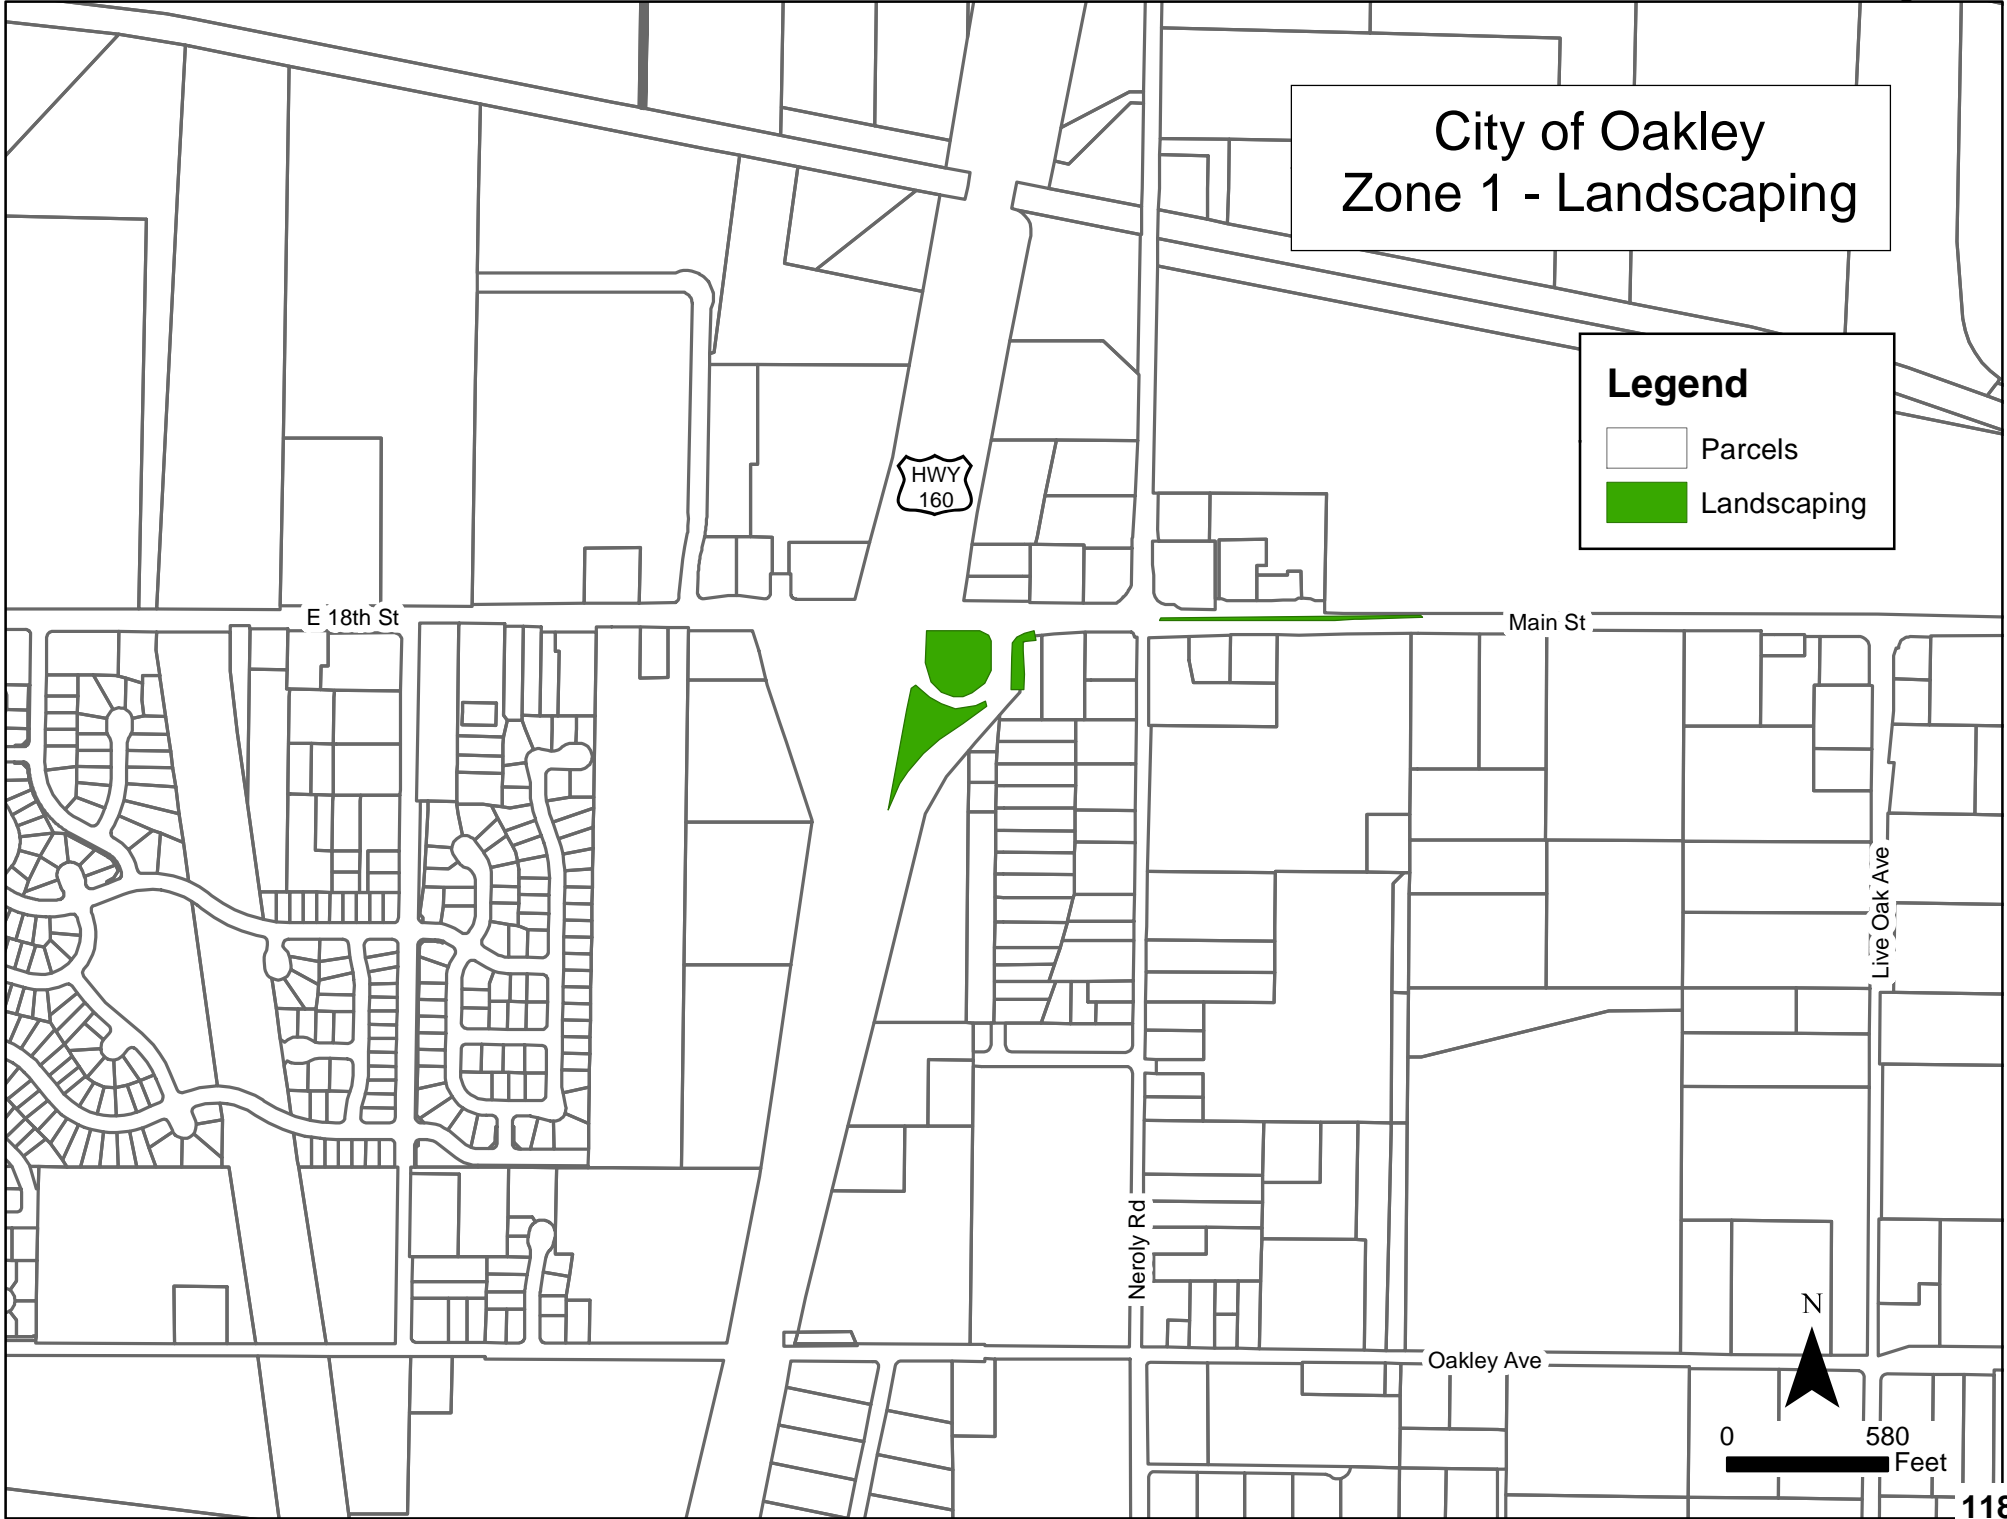 City of Oakley
Zone 1 - Landscaping
Legend
Parcels
Landscaping
HWY
160
E 18th St
Main St
Live Oak Ave
Neroly Rd
N
Oakley Ave
0 580
Feet
118